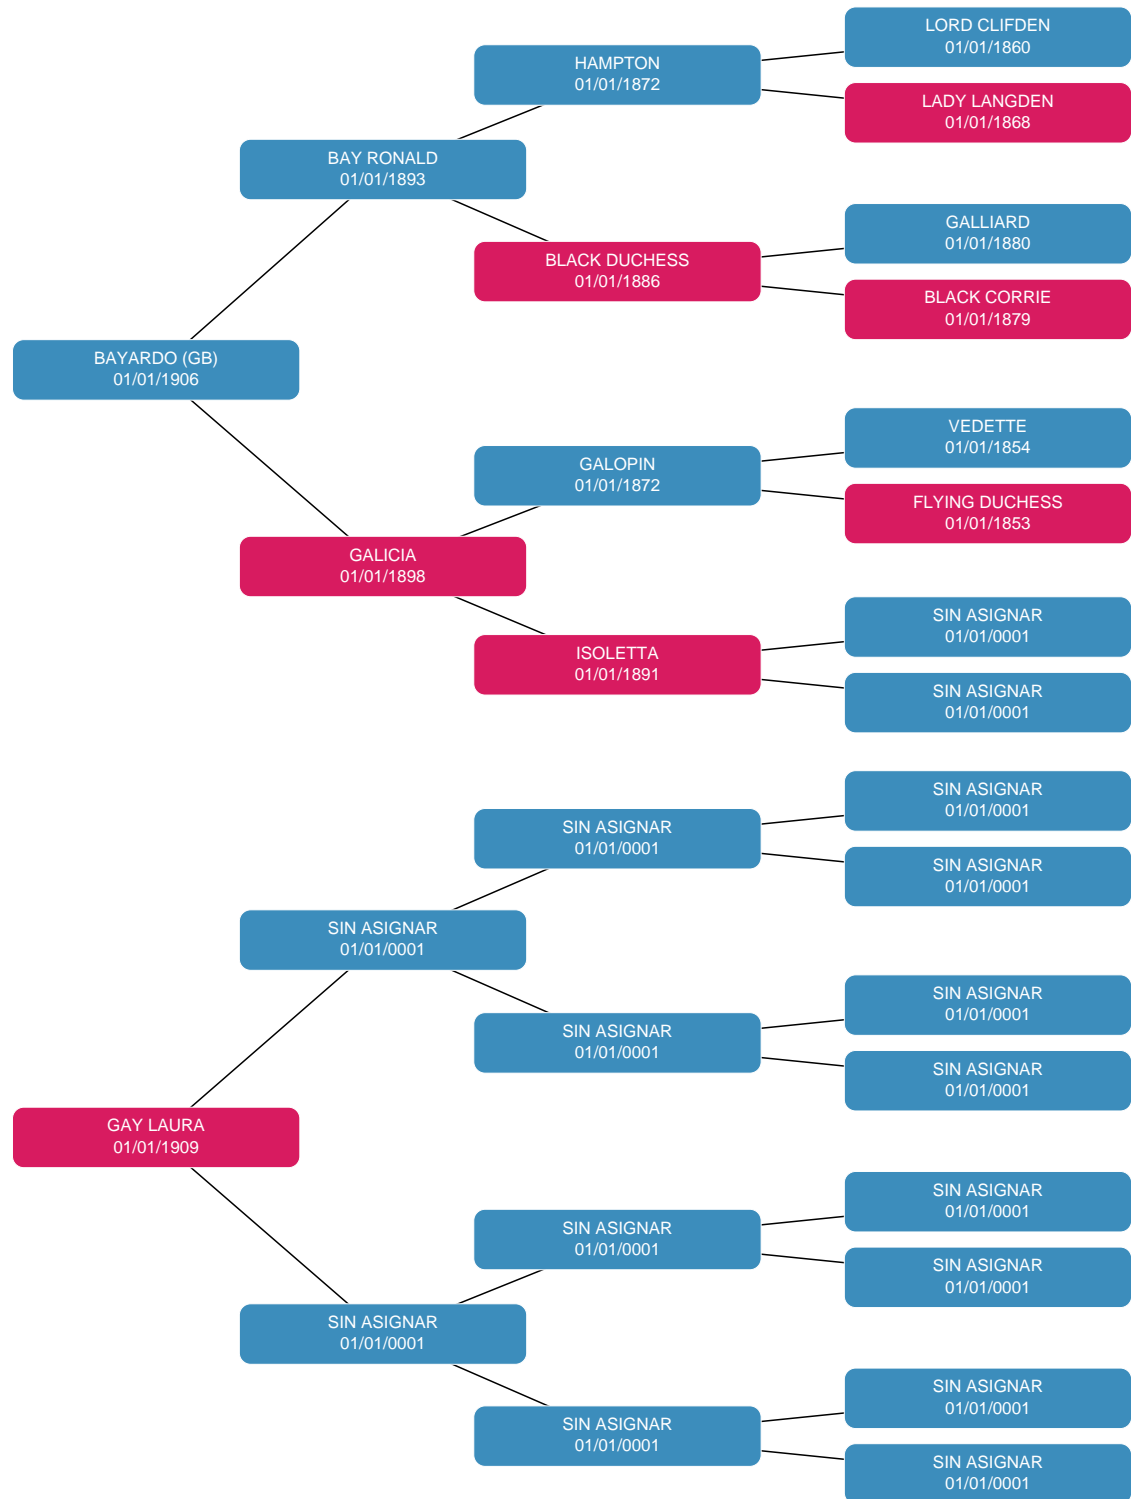 LORD CLIFDEN
01/01/1860
HAMPTON
01/01/1872
LADY LANGDEN
01/01/1868
BAY RONALD
01/01/1893
GALLIARD
01/01/1880
BLACK DUCHESS
01/01/1886
BLACK CORRIE
01/01/1879
BAYARDO (GB)
01/01/1906
VEDETTE
01/01/1854
GALOPIN
01/01/1872
FLYING DUCHESS
01/01/1853
GALICIA
01/01/1898
SIN ASIGNAR
01/01/0001
ISOLETTA
01/01/1891
SIN ASIGNAR
01/01/0001
SIN ASIGNAR
01/01/0001
SIN ASIGNAR
01/01/0001
SIN ASIGNAR
01/01/0001
SIN ASIGNAR
01/01/0001
SIN ASIGNAR
01/01/0001
SIN ASIGNAR
01/01/0001
SIN ASIGNAR
01/01/0001
GAY LAURA
01/01/1909
SIN ASIGNAR
01/01/0001
SIN ASIGNAR
01/01/0001
SIN ASIGNAR
01/01/0001
SIN ASIGNAR
01/01/0001
SIN ASIGNAR
01/01/0001
SIN ASIGNAR
01/01/0001
SIN ASIGNAR
01/01/0001